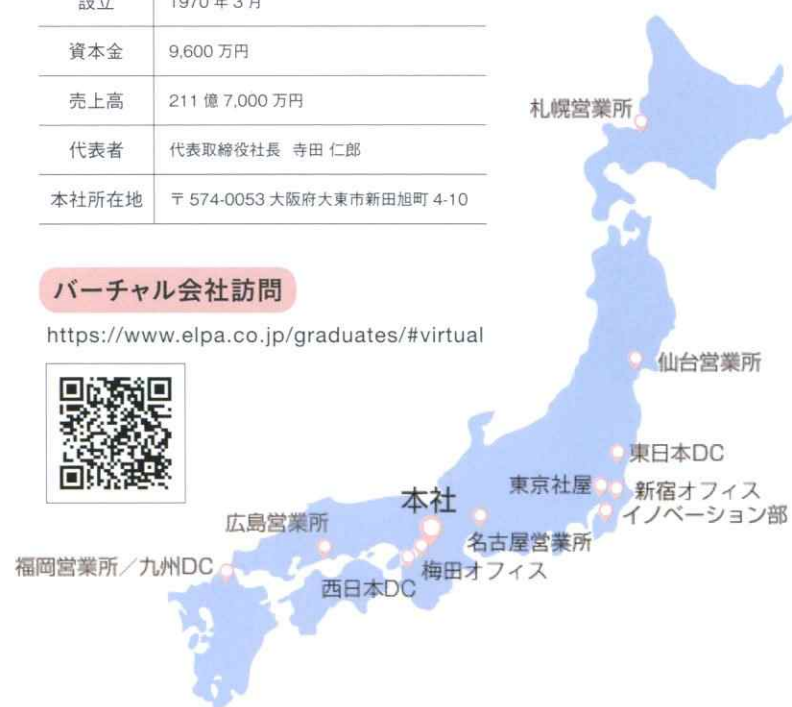 設立 1970 年 3 月
資本金 9,600 万円
売上高 211 億 7,000 万円
代表者 代表取締役社長 寺田 仁郎
本社所在地 〒 574-0053 大阪府大東市新田旭町 4-10
バーチャル会社訪問
https://www.elpa.co.jp/graduates/#virtual
札幌営業所
仙台営業所
東日本DC
東京社屋
新宿オフィス
イノベーション部
本社
名古屋営業所
広島営業所
梅田オフィス
福岡営業所／九州DC
西日本DC